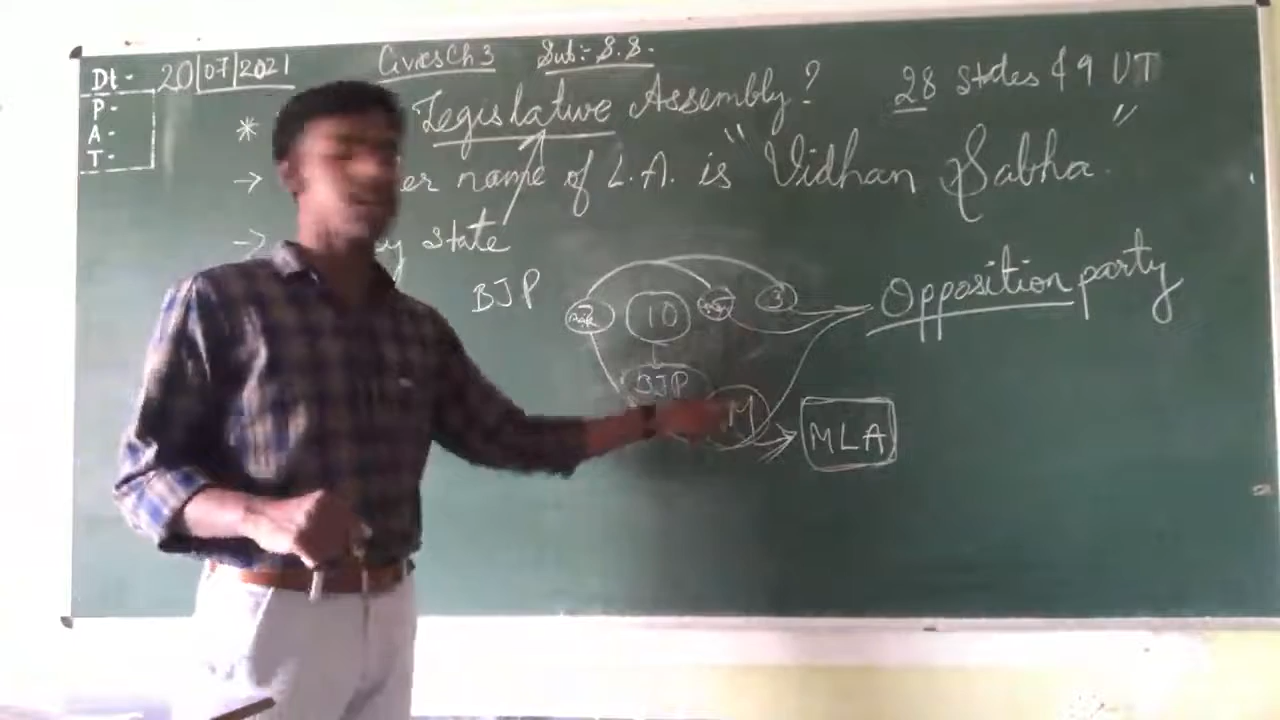 Dt - 20/07/2021 Civics Ch 3 Sub:- S.S.
P-
A-
T-
* Legislative Assembly? 28 States & 9 UT
→ er name of L.A. is "Vidhan Sabha"
→ y state
BJP
10 3 Opposition party
BJP
M MLA